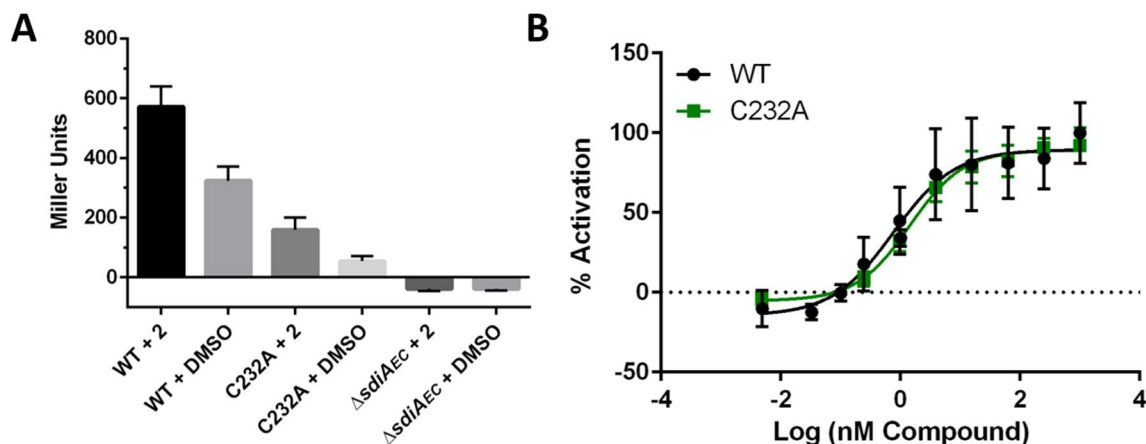 A
Miller Units
800
600
400
200
0
WT + 2
WT + DMSO
C232A + 2
C232A + DMSO
ΔsdiAEC + 2
ΔsdiAEC + DMSO
B
% Activation
150
100
50
0
-50
WT
C232A
-4
-2
0
2
4
Log (nM Compound)